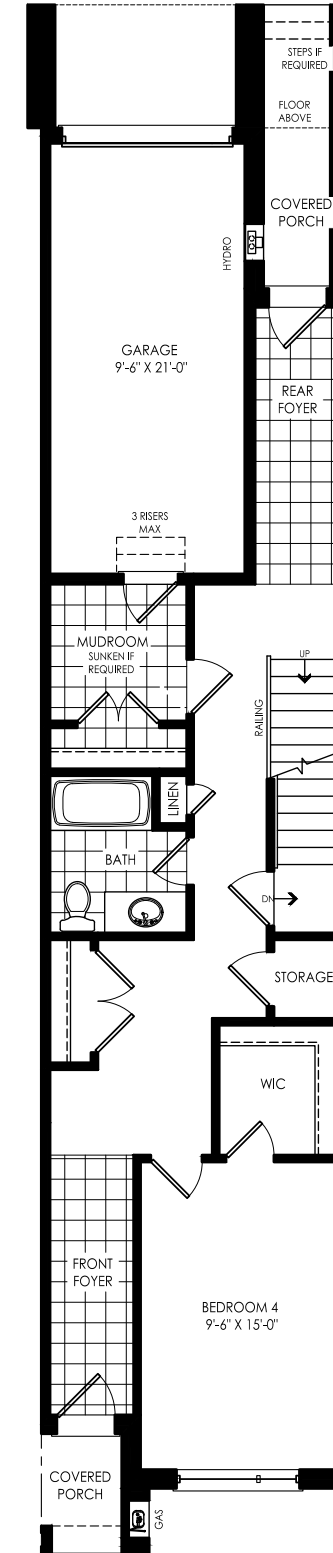 STEPS IF
REQUIRED
FLOOR
ABOVE
COVERED
PORCH
HYDRO
GARAGE
9'-6" X 21'-0"
REAR
FOYER
3 RISERS
MAX
MUDROOM
SUNKEN IF
REQUIRED
UP
RAILING
LINEN
BATH
DN
STORAGE
WIC
FRONT
FOYER
BEDROOM 4
9'-6" X 15'-0"
COVERED
PORCH
GAS